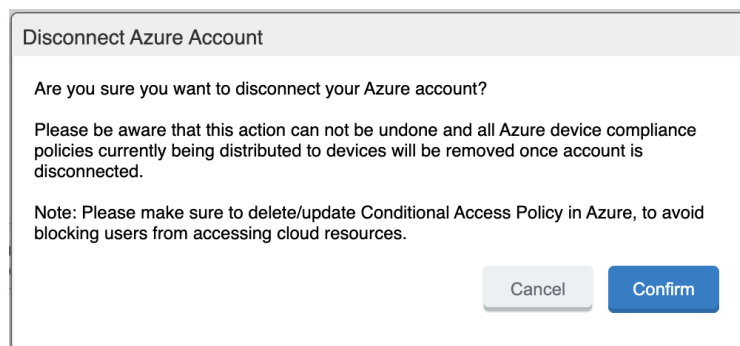 Disconnect Azure Account
Are you sure you want to disconnect your Azure account?
Please be aware that this action can not be undone and all Azure device compliance
policies currently being distributed to devices will be removed once account is
disconnected.
Note: Please make sure to delete/update Conditional Access Policy in Azure, to avoid
blocking users from accessing cloud resources.
Cancel
Confirm